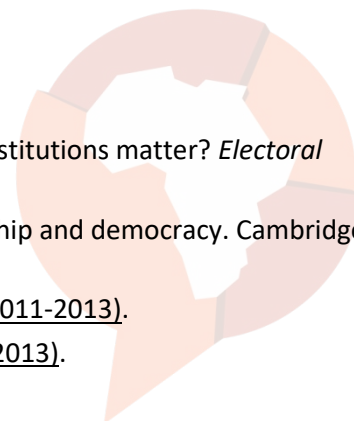 stitutions matter? Electoral
hip and democracy. Cambridge
011-2013).
2013).